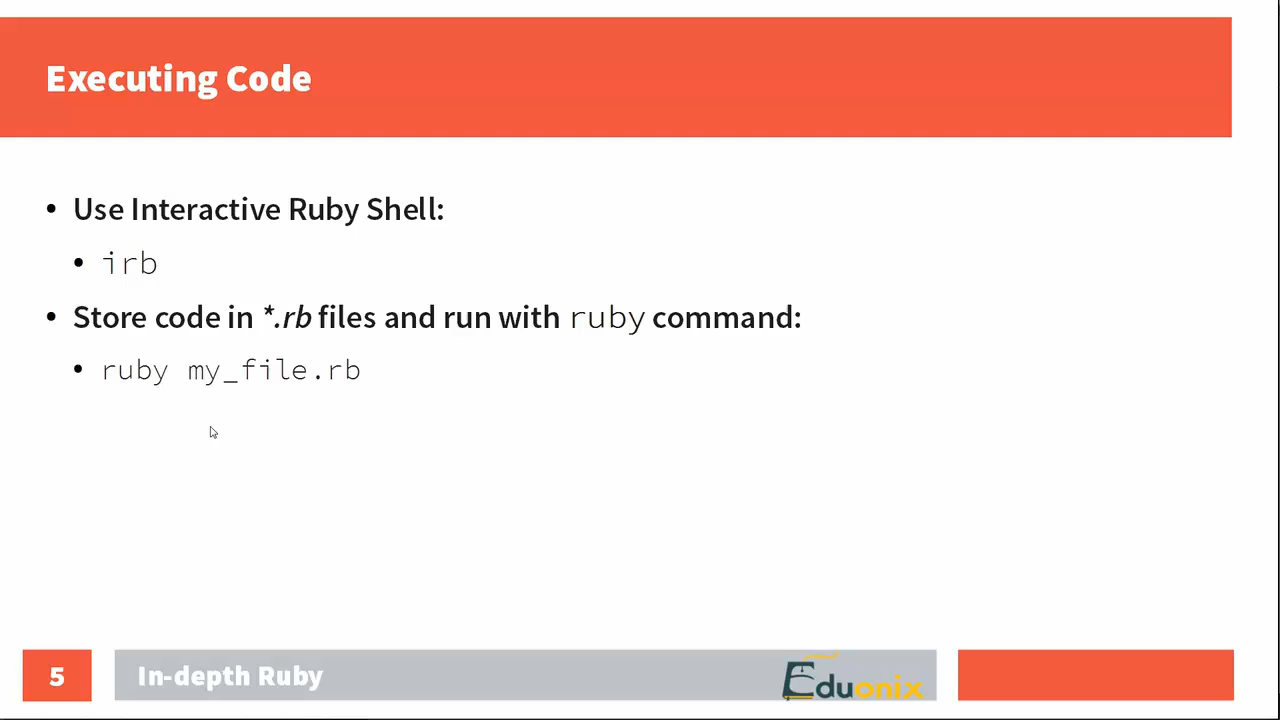 Executing Code
• Use Interactive Ruby Shell:
• irb
• Store code in *.rb files and run with ruby command:
• ruby my_file.rb
5
In-depth Ruby
Eduonix